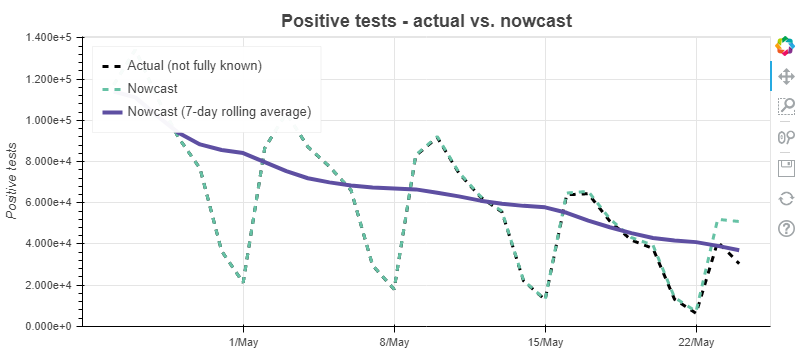 Positive tests - actual vs. nowcast
1.400e+5
1.200e+5
1.000e+5
8.000e+4
6.000e+4
4.000e+4
2.000e+4
0.000e+0
Positive tests
Actual (not fully known)
Nowcast
Nowcast (7-day rolling average)
1/May
8/May
15/May
22/May